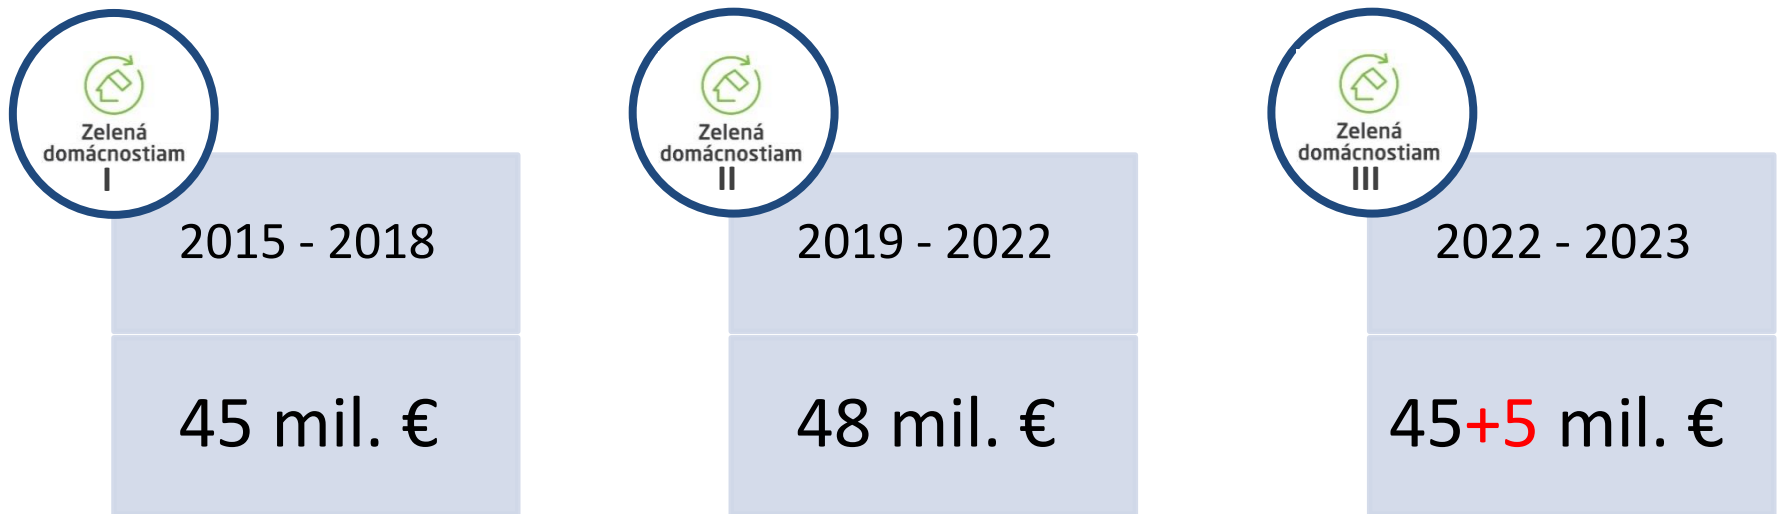 Zelená
domácnostiam
I
2015 - 2018
45 mil. €
Zelená
domácnostiam
II
2019 - 2022
48 mil. €
Zelená
domácnostiam
III
2022 - 2023
45+5 mil. €